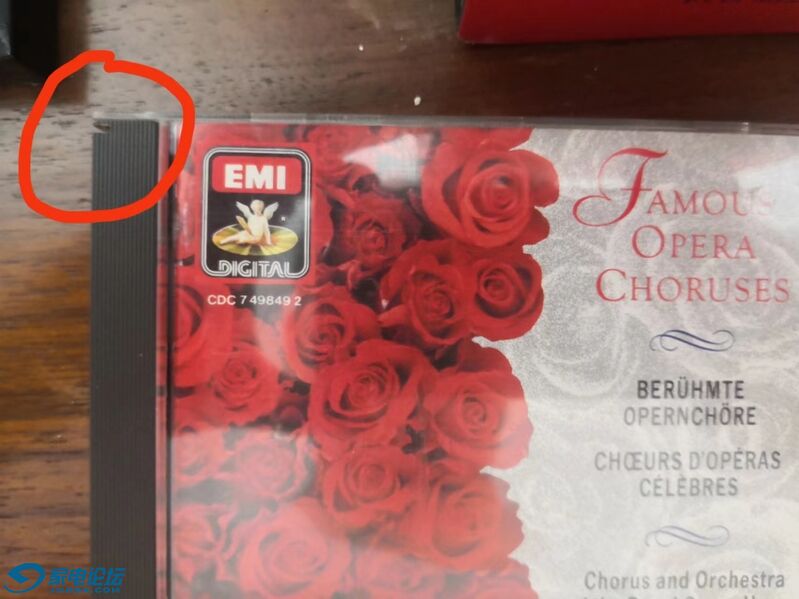 EMI
DIGITAL
CDC 7 49849 2
FAMOUS
OPERA
CHORUSES
BERÜHMTE
OPERNCHÖRE
CHŒURS D'OPÉRAS
CÉLÈBRES
Chorus and Orchestra
家电论坛